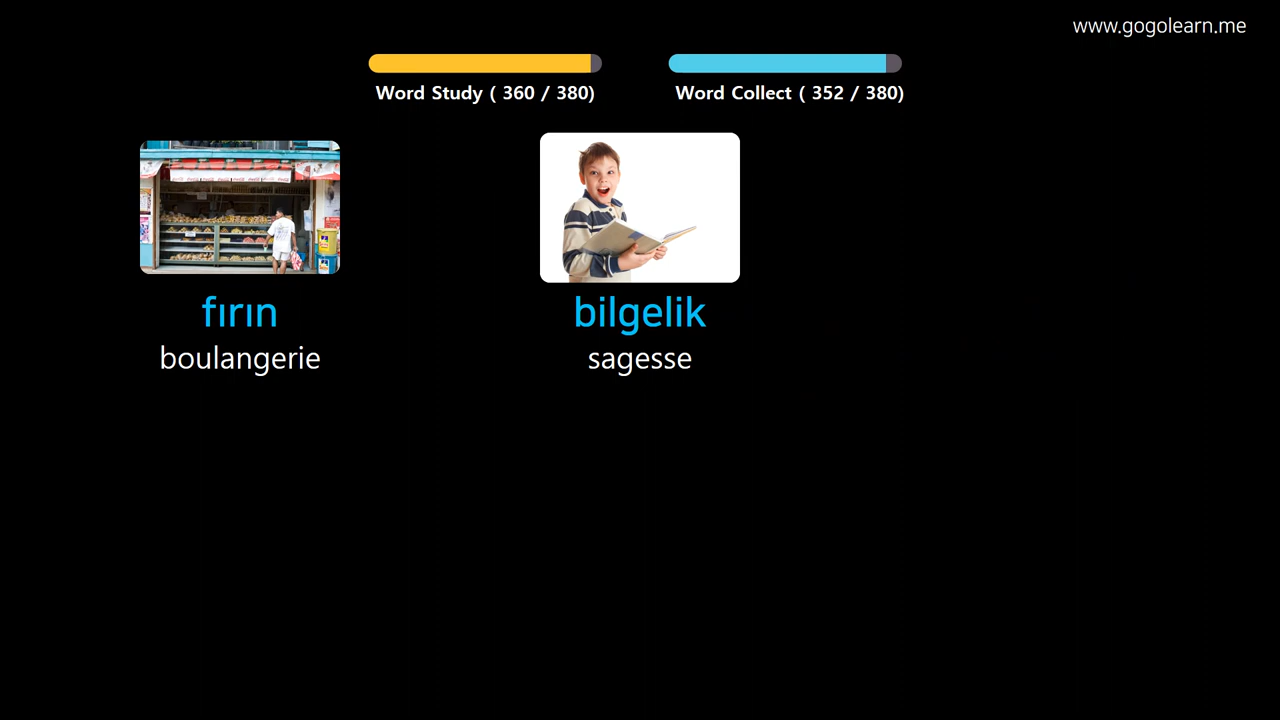 www.gogolearn.me
Word Study ( 360 / 380)
Word Collect ( 352 / 380)
fırın
boulangerie
bilgelik
sagesse